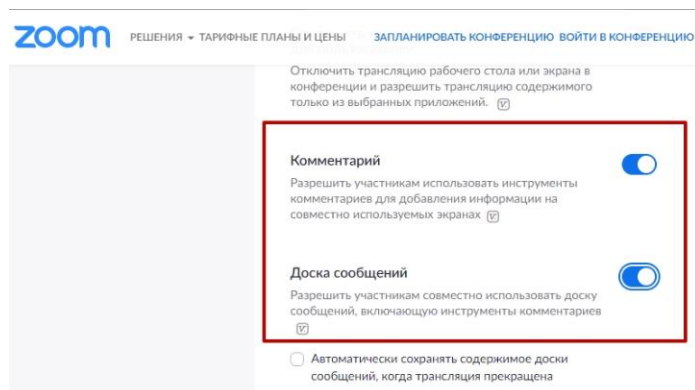 zoom РЕШЕНИЯ ТАРИФНЫЕ ПЛАНЫ И ЦЕНЫ ЗАПЛАНИРОВАТЬ КОНФЕРЕНЦИЮ ВОЙТИ В КОНФЕРЕНЦИЮ
Отключить трансляцию рабочего стола или экрана в
конференции и разрешить трансляцию содержимого
только из выбранных приложений.
Комментарий
Разрешить участникам использовать инструменты
комментариев для добавления информации на
совместно используемых экранах
Доска сообщений
Разрешить участникам совместно использовать доску
сообщений, включающую инструменты комментариев
Автоматически сохранять содержимое доски
сообщений, когда трансляция прекращена